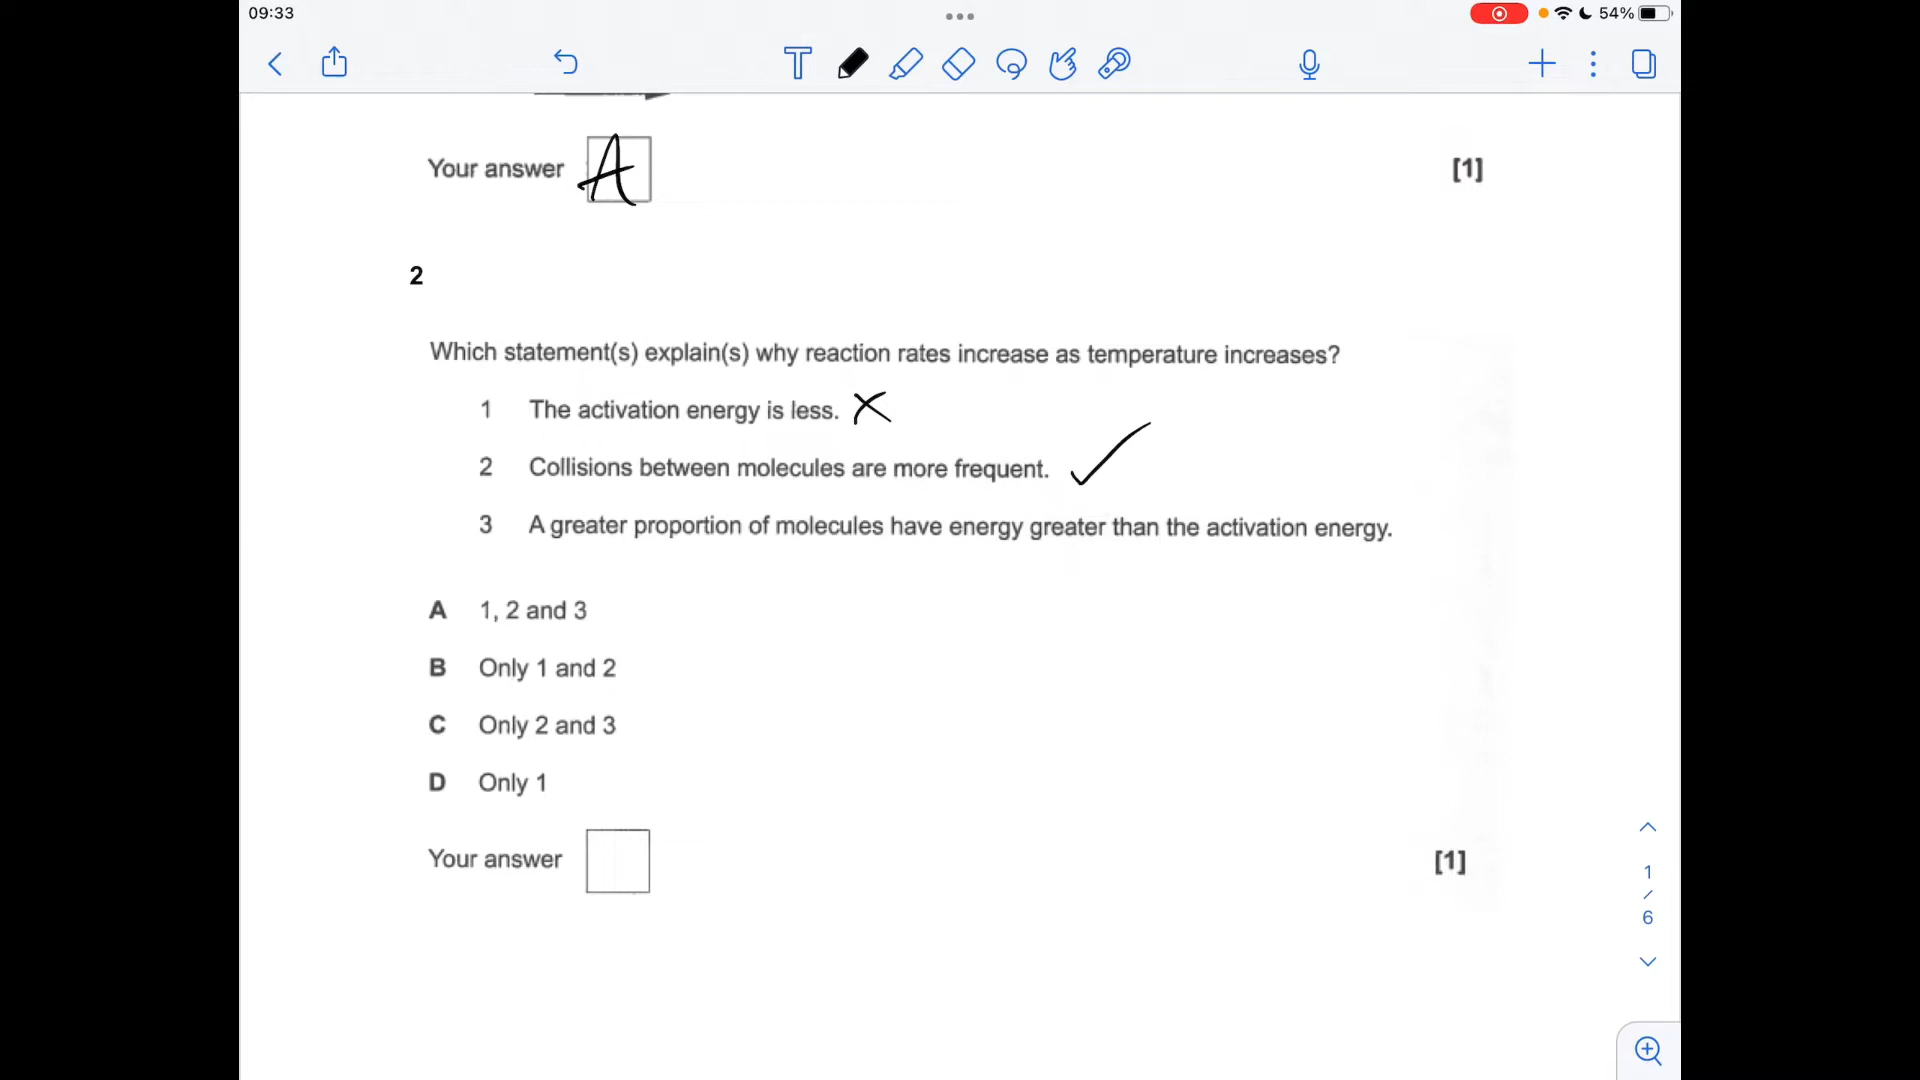 09:33
54%
T
Your answer A [1]
2
Which statement(s) explain(s) why reaction rates increase as temperature increases?
1 The activation energy is less.
2 Collisions between molecules are more frequent.
3 A greater proportion of molecules have energy greater than the activation energy.
A 1, 2 and 3
B Only 1 and 2
C Only 2 and 3
D Only 1
Your answer [1]
1
/
6